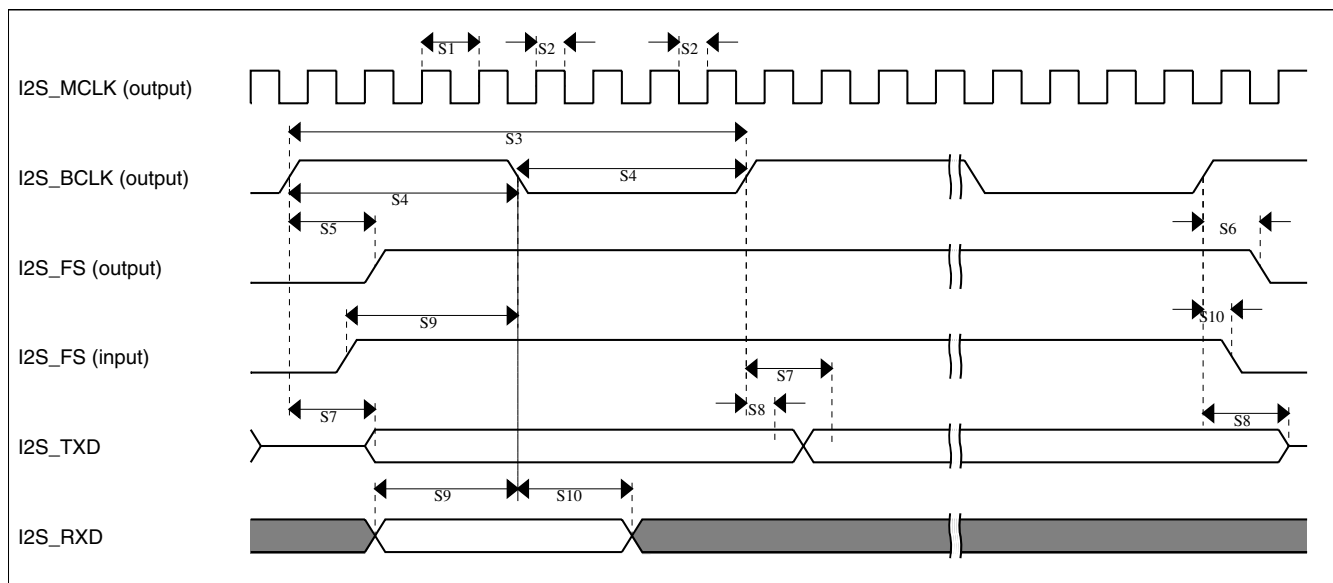 S1 S2 S2
I2S_MCLK (output)
S3
I2S_BCLK (output)
S4
S4
S5 S6
I2S_FS (output)
S9 S10
I2S_FS (input)
S7
S7 S8 S8
I2S_TXD
S9 S10
I2S_RXD